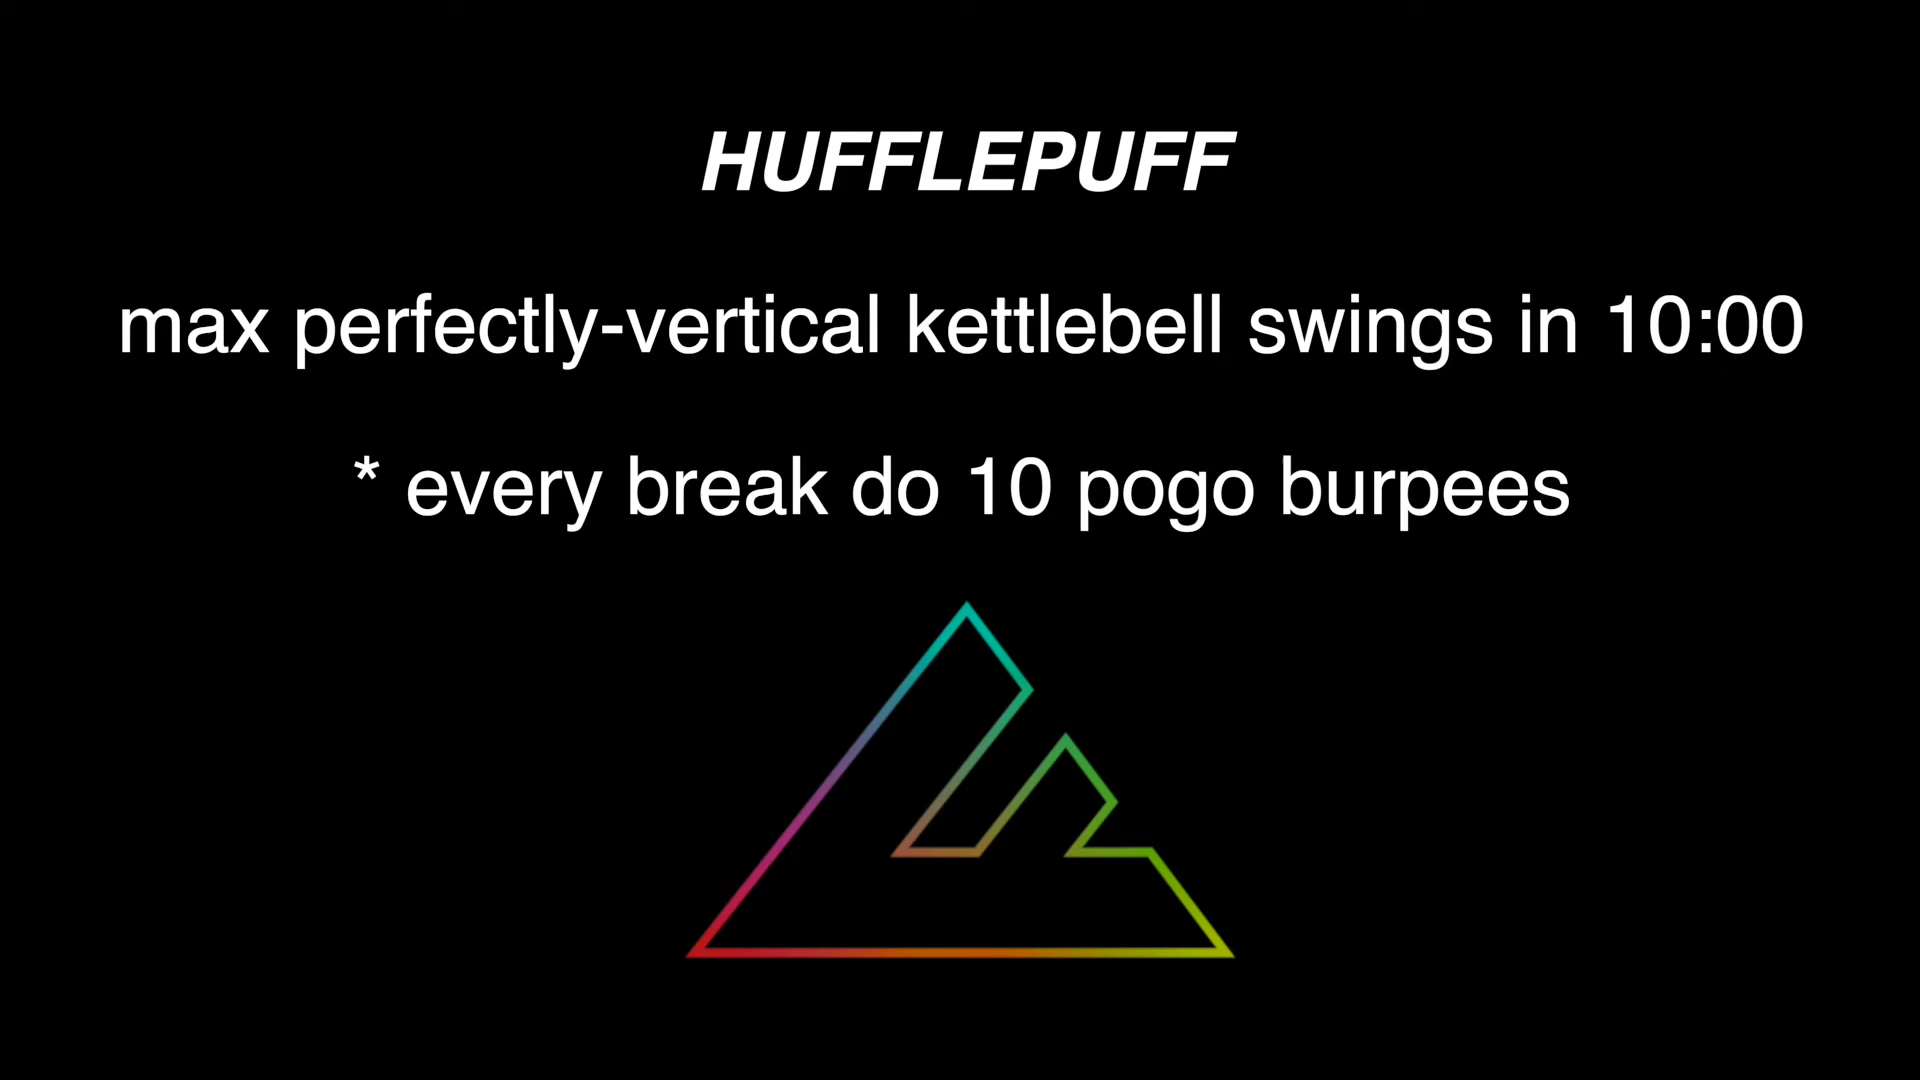 HUFFLEPUFF
max perfectly-vertical kettlebell swings in 10:00
* every break do 10 pogo burpees